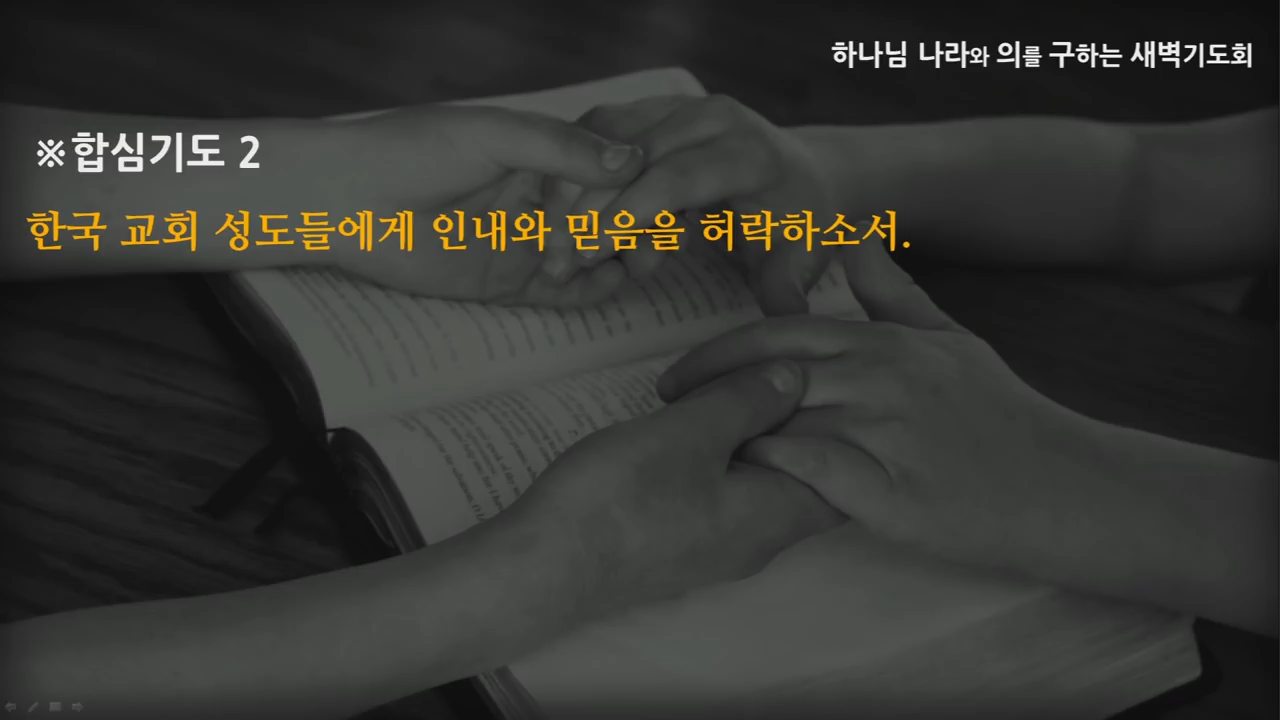 하나님 나라와 의를 구하는 새벽기도회
※합심기도 2
한국 교회 성도들에게 인내와 믿음을 허락하소서.